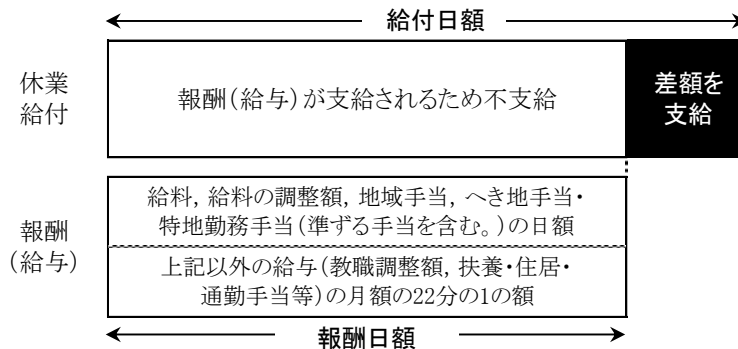 給付日額
休業
給付
報酬(給与)が支給されるため不支給
差額を
支給
報酬
(給与)
給料,給料の調整額,地域手当,へき地手当・
特地勤務手当(準ずる手当を含む。)の日額
上記以外の給与(教職調整額,扶養・住居・
通勤手当等)の月額の22分の1の額
報酬日額